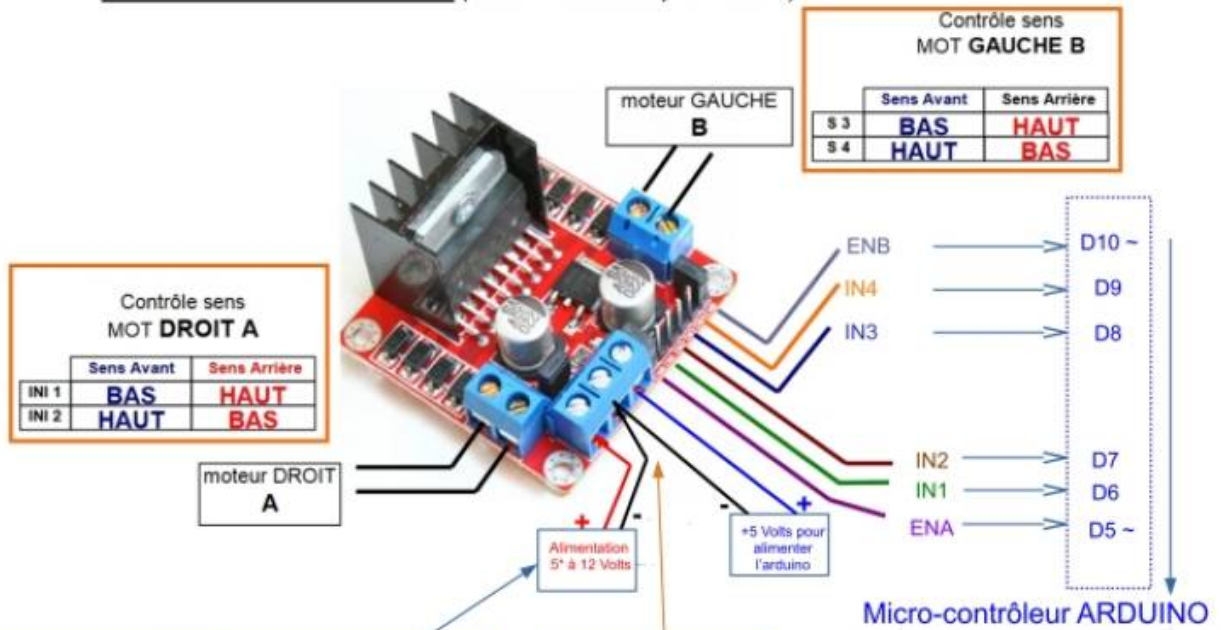 Contrôle sens
MOT GAUCHE B
Sens Avant Sens Arrière
S 3 BAS HAUT
S 4 HAUT BAS
moteur GAUCHE
B
ENB D10 ~
IN4 D9
IN3 D8
Contrôle sens
MOT DROIT A
Sens Avant Sens Arrière
INI 1 BAS HAUT
INI 2 HAUT BAS
moteur DROIT
A
IN2 D7
IN1 D6
ENA D5 ~
+ - - +
Alimentation
5* à 12 Volts
+5 Volts pour
alimenter
l'arduino
Micro-contrôleur ARDUINO